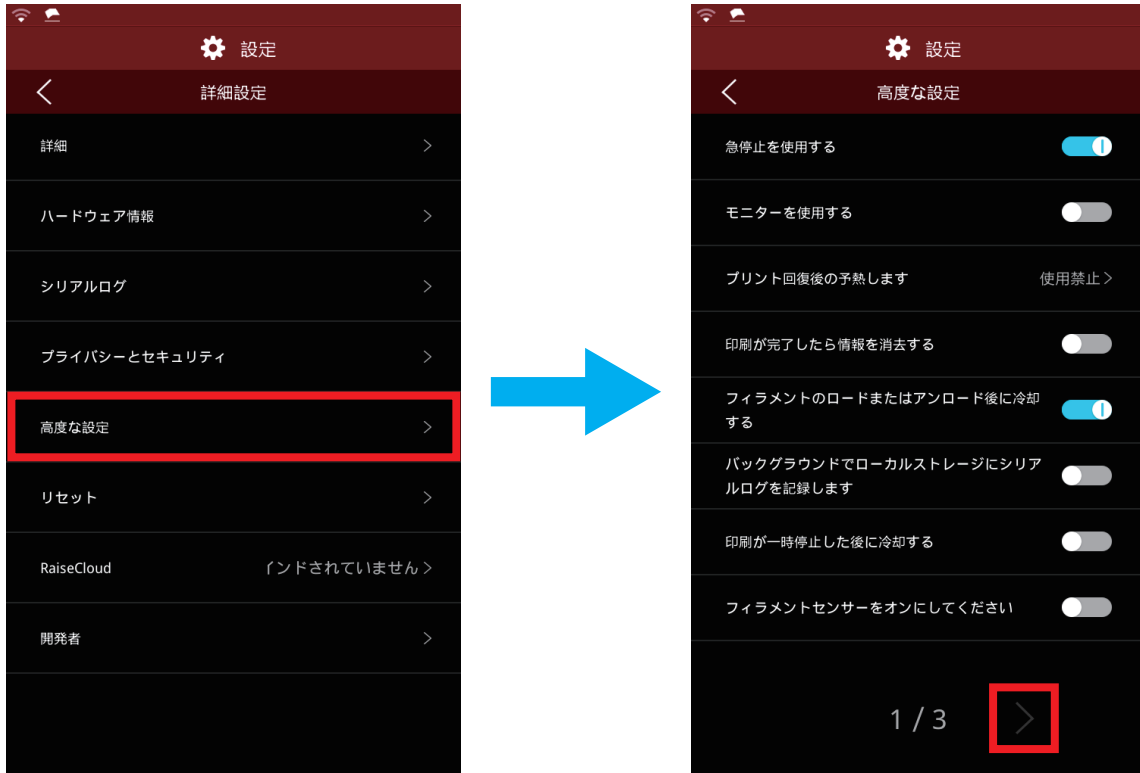 設定
詳細設定
詳細
ハードウェア情報
シリアルログ
プライバシーとセキュリティ
高度な設定
リセット
RaiseCloud インドされていません
開発者
設定
高度な設定
急停止を使用する
モニターを使用する
プリント回復後の予熱します 使用禁止
印刷が完了したら情報を消去する
フィラメントのロードまたはアンロード後に冷却
する
バックグラウンドでローカルストレージにシリア
ルログを記録します
印刷が一時停止した後に冷却する
フィラメントセンサーをオンにしてください
1 / 3